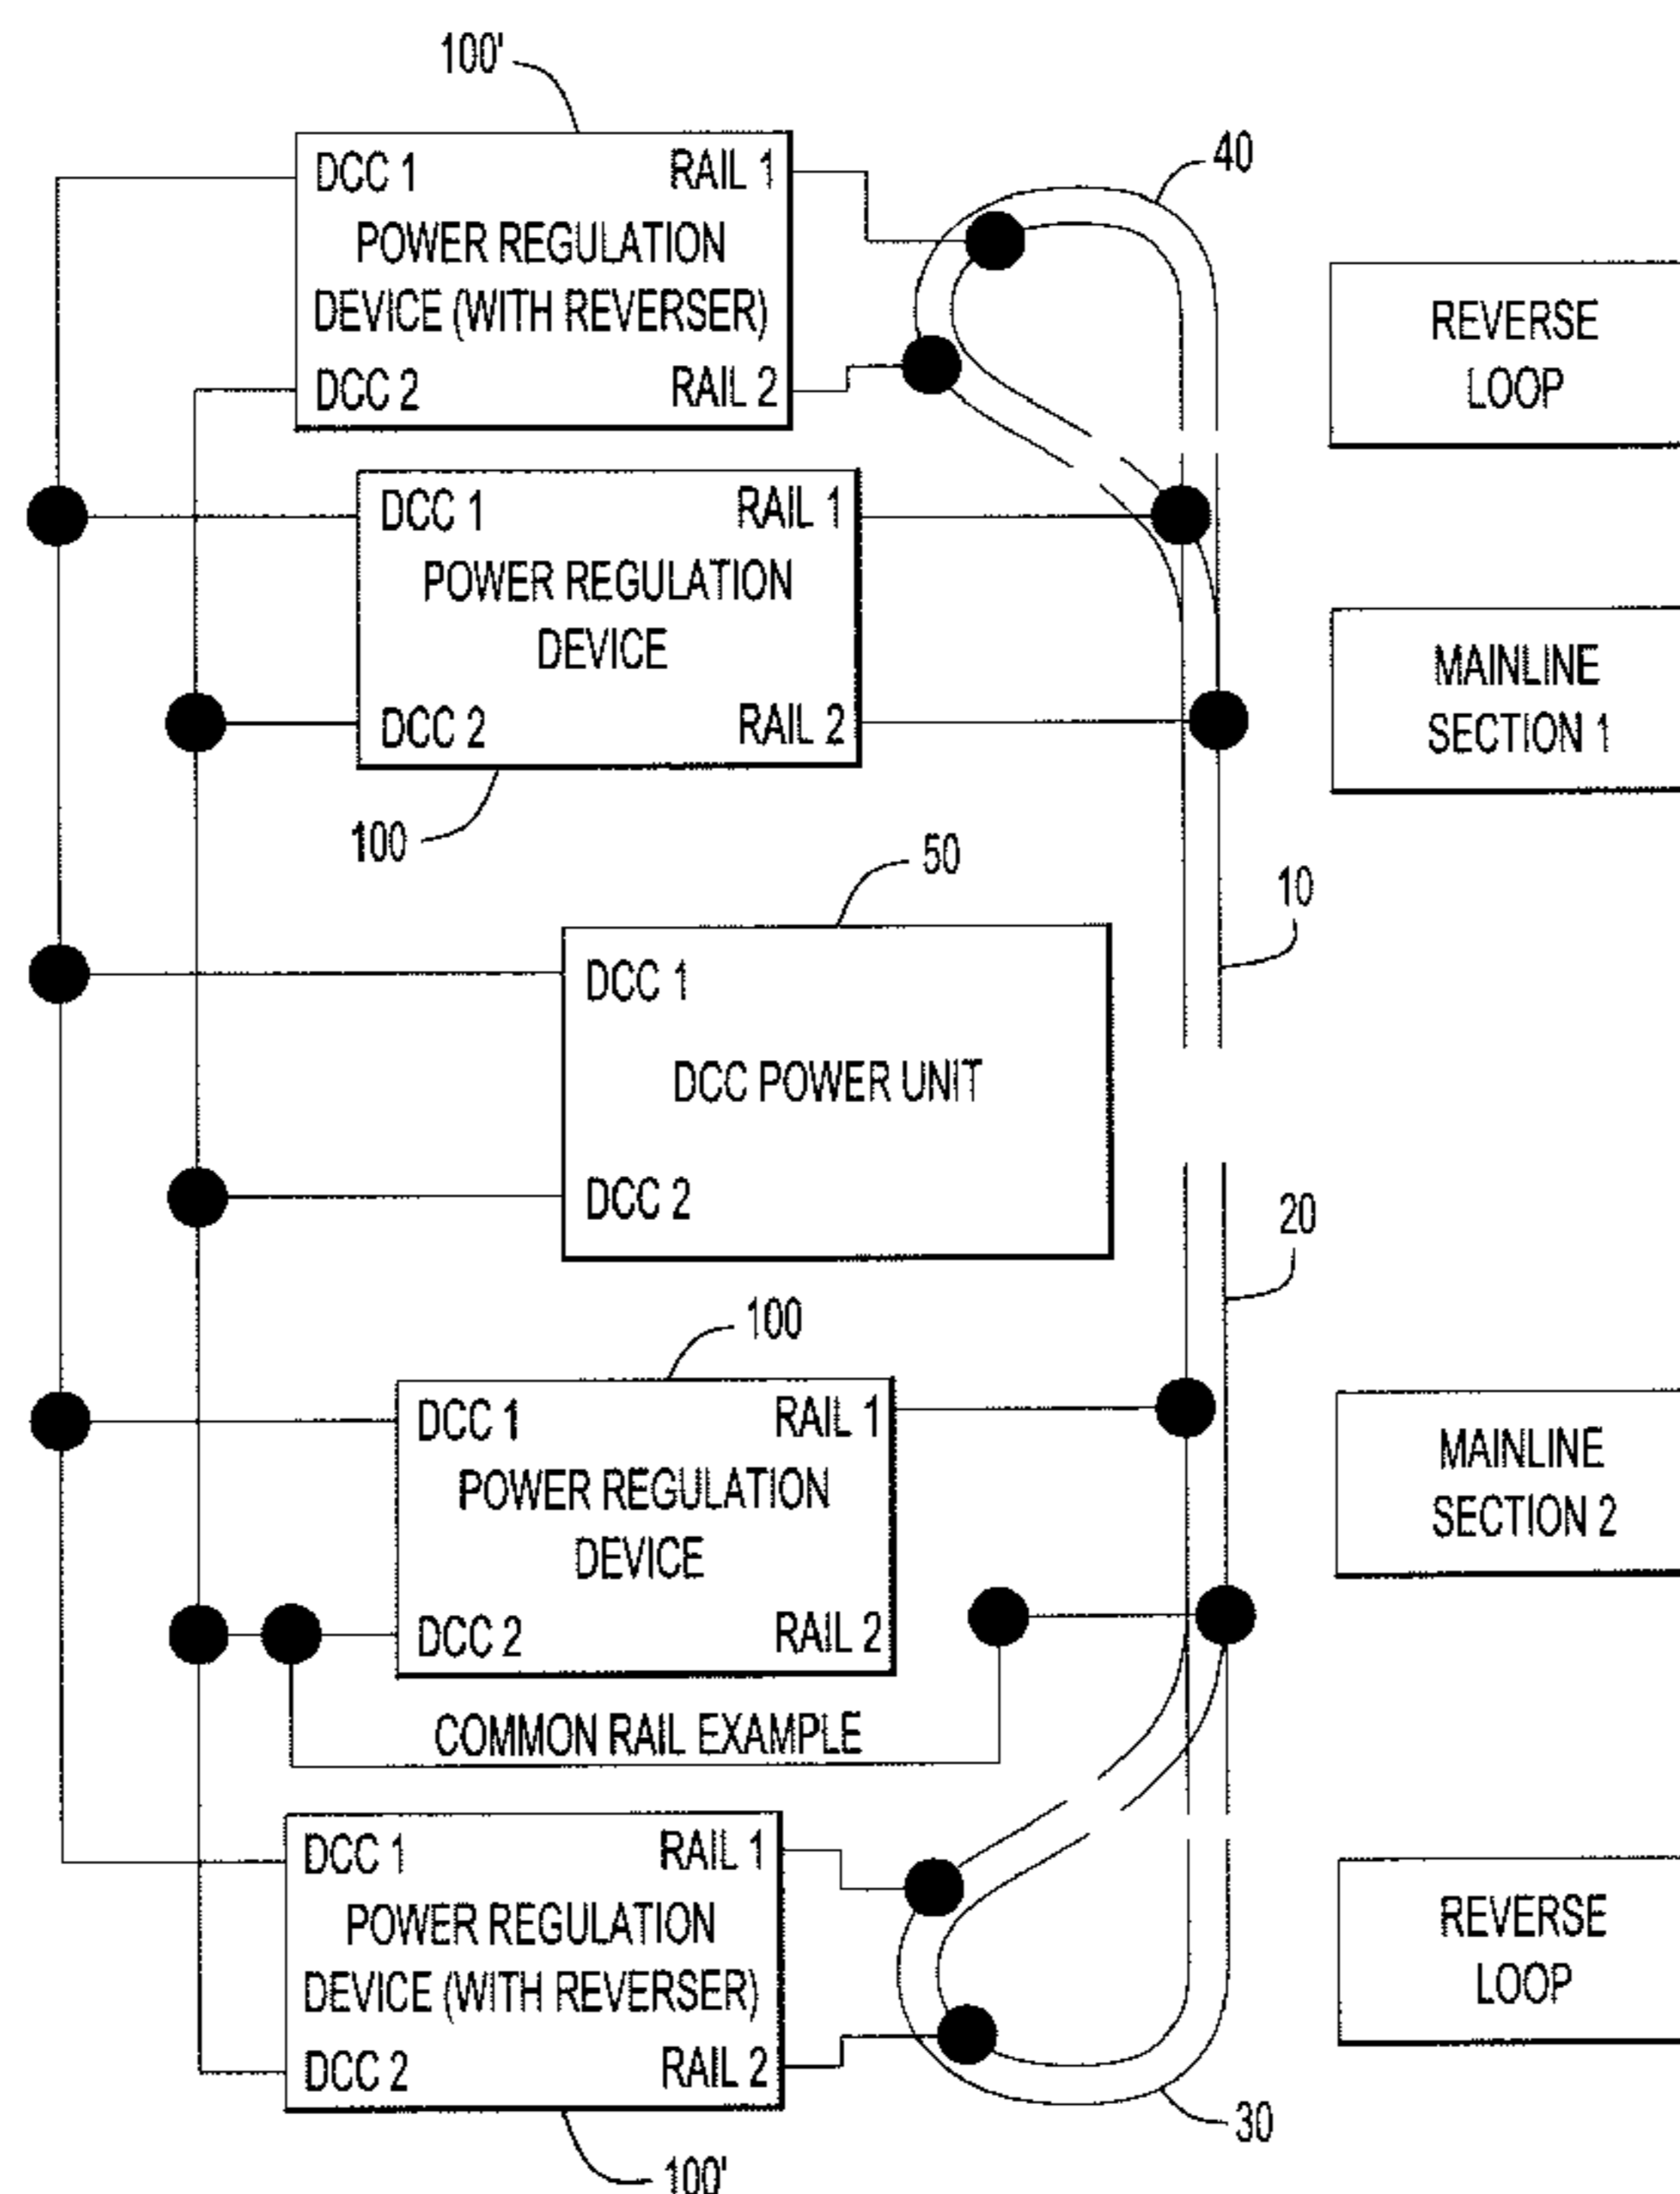 100'
40
DCC 1 RAIL 1
POWER REGULATION
DEVICE (WITH REVERSER)
DCC 2 RAIL 2
REVERSE
LOOP
DCC 1 RAIL 1
POWER REGULATION
DEVICE
DCC 2 RAIL 2
MAINLINE
SECTION 1
100
50
10
DCC 1
DCC POWER UNIT
DCC 2
20
100
DCC 1 RAIL 1
POWER REGULATION
DEVICE
DCC 2 RAIL 2
MAINLINE
SECTION 2
COMMON RAIL EXAMPLE
DCC 1 RAIL 1
POWER REGULATION
DEVICE (WITH REVERSER)
DCC 2 RAIL 2
REVERSE
LOOP
30
100'